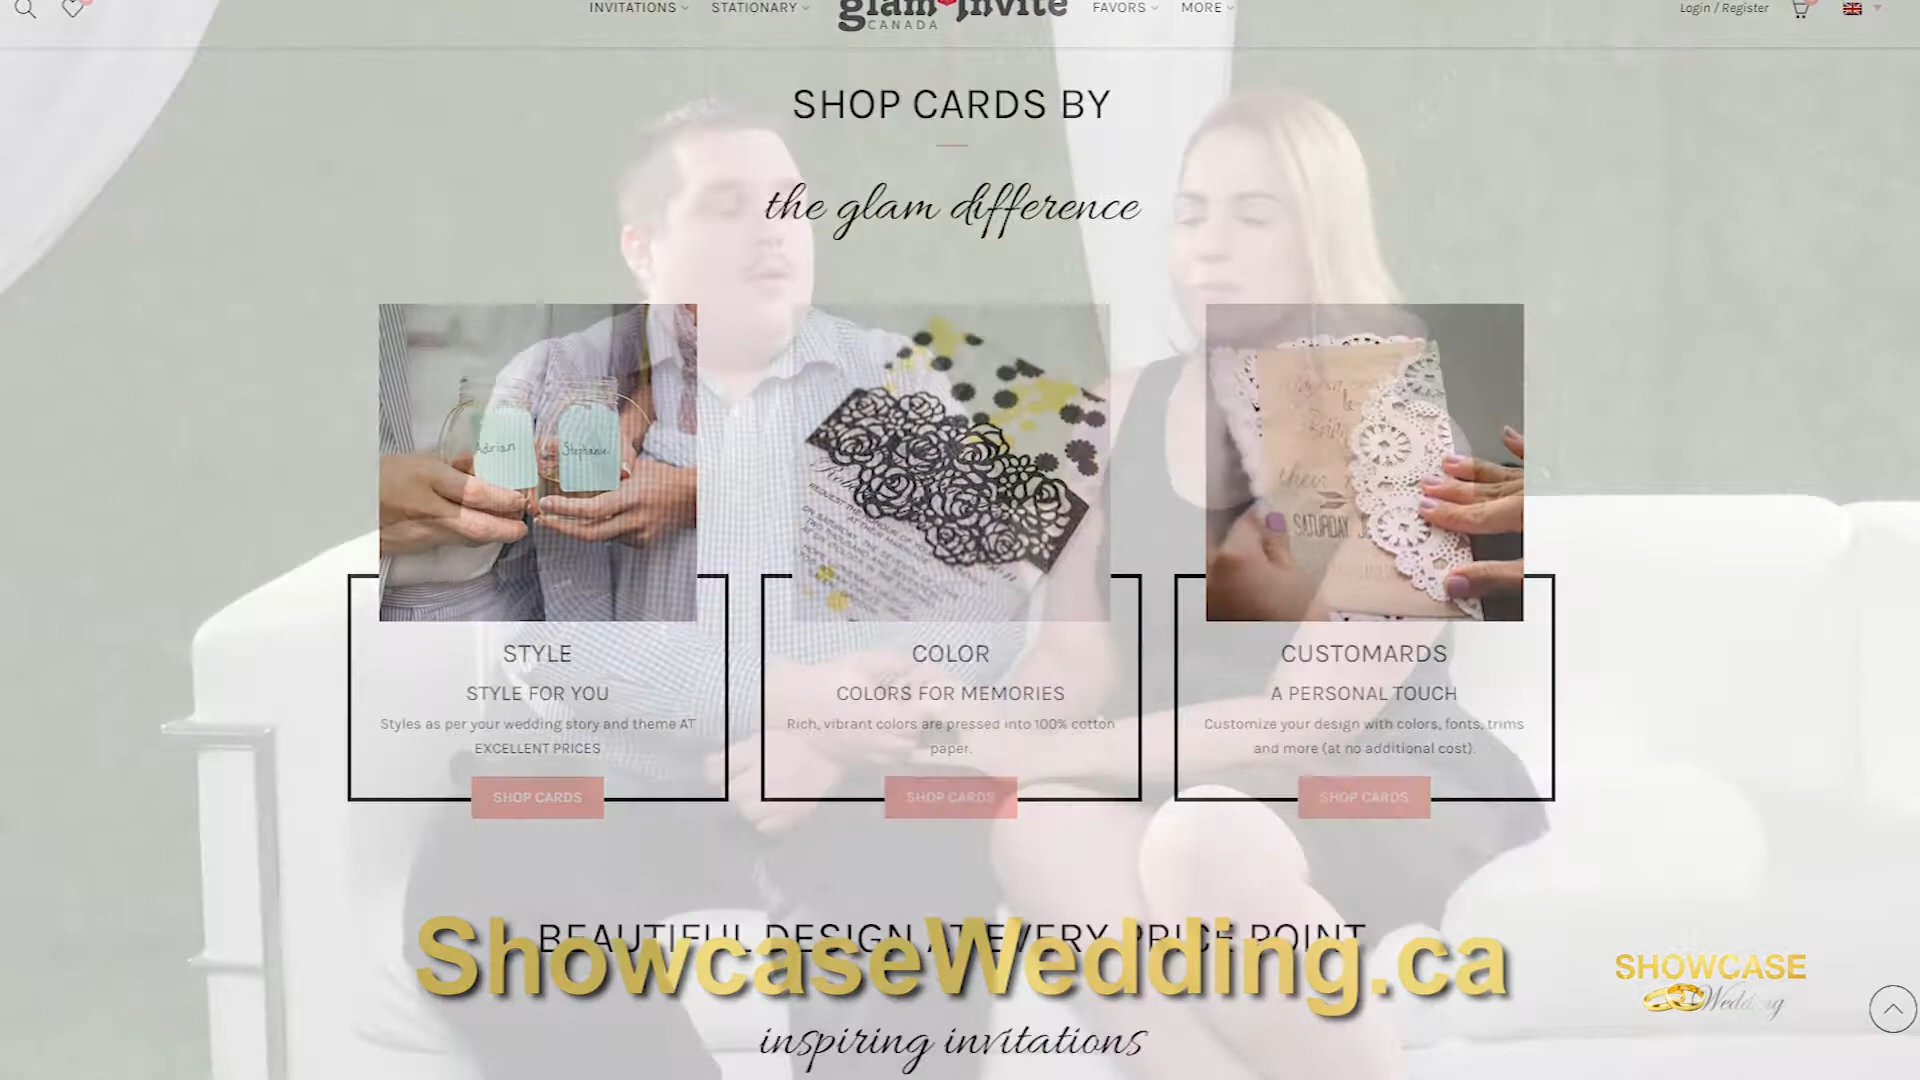 INVITATIONS STATIONARY glam invite FAVORS MORE Login / Register
CANADA
SHOP CARDS BY
the glam difference
Adrian
Stephanie
REQUEST THE HONOUR OF
SATURDAY
STYLE
STYLE FOR YOU
Styles as per your wedding story and theme AT
EXCELLENT PRICES
SHOP CARDS
COLOR
COLORS FOR MEMORIES
Rich, vibrant colors are pressed into 100% cotton
paper.
SHOP CARDS
CUSTOMARDS
A PERSONAL TOUCH
Customize your design with colors, fonts, trims
and more (at no additional cost).
SHOP CARDS
BEAUTIFUL DESIGN AT EVERY PRICE POINT
ShowcaseWedding.ca
SHOWCASE
Wedding
inspiring invitations